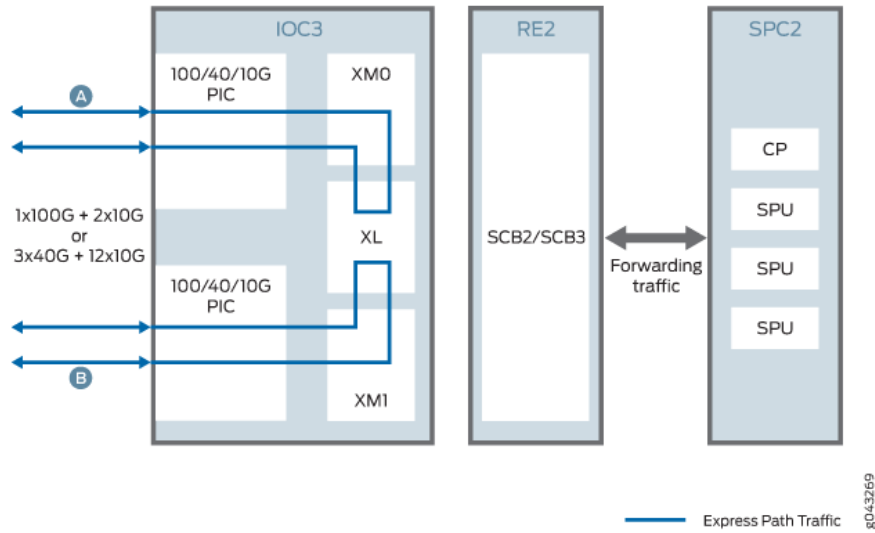 IOC3
RE2
SPC2
100/40/10G
PIC
XM0
A
CP
SPU
1x100G + 2x10G
or
3x40G + 12x10G
XL
SCB2/SCB3
Forwarding
traffic
SPU
100/40/10G
PIC
SPU
B
XM1
Express Path Traffic
g043269